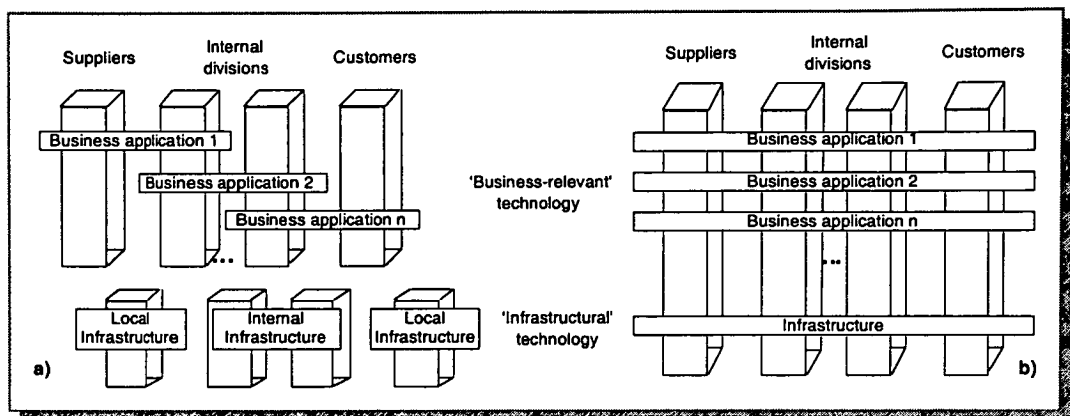 Suppliers
Internal
divisions
Customers
Business application 1
Business application 2
Business application n
...
Local
Infrastructure
Internal
Infrastructure
Local
Infrastructure
a)
'Business-relevant'
technology
'Infrastructural'
technology
Suppliers
Internal
divisions
Customers
Business application 1
Business application 2
Business application n
...
Infrastructure
b)